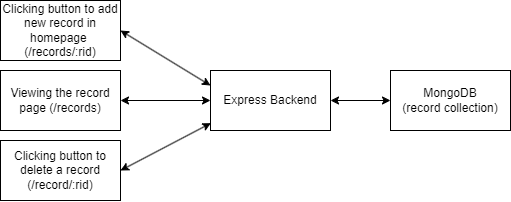 Clicking button to add
new record in
homepage
(/records/:rid)
Viewing the record
page (/records)
Clicking button to
delete a record
(/record/:rid)
Express Backend
MongoDB
(record collection)